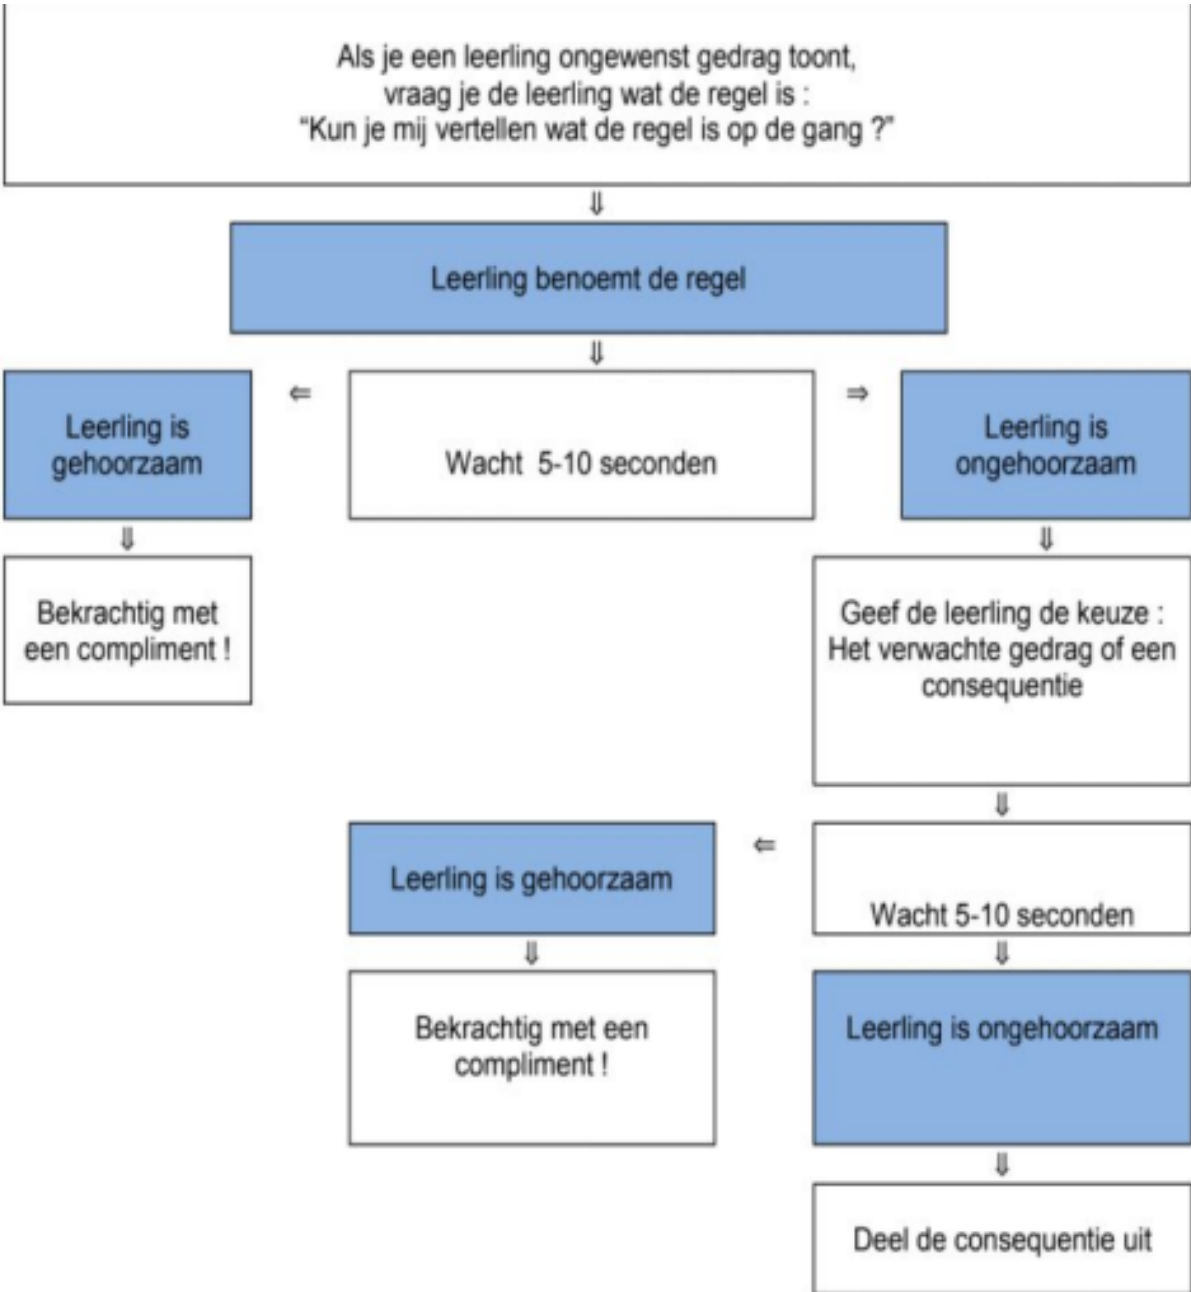 Als je een leerling ongewenst gedrag toont,
vraag je de leerling wat de regel is :
“Kun je mij vertellen wat de regel is op de gang ?”
⇓
Leerling benoemt de regel
⇓
Leerling is
gehoorzaam
⇐
Wacht 5-10 seconden
⇒
Leerling is
ongehoorzaam
⇓
⇓
Bekrachtig met
een compliment !
Geef de leerling de keuze :
Het verwachte gedrag of een
consequentie
⇓
Leerling is gehoorzaam
⇐
Wacht 5-10 seconden
⇓
⇓
Bekrachtig met een
compliment !
Leerling is ongehoorzaam
⇓
Deel de consequentie uit